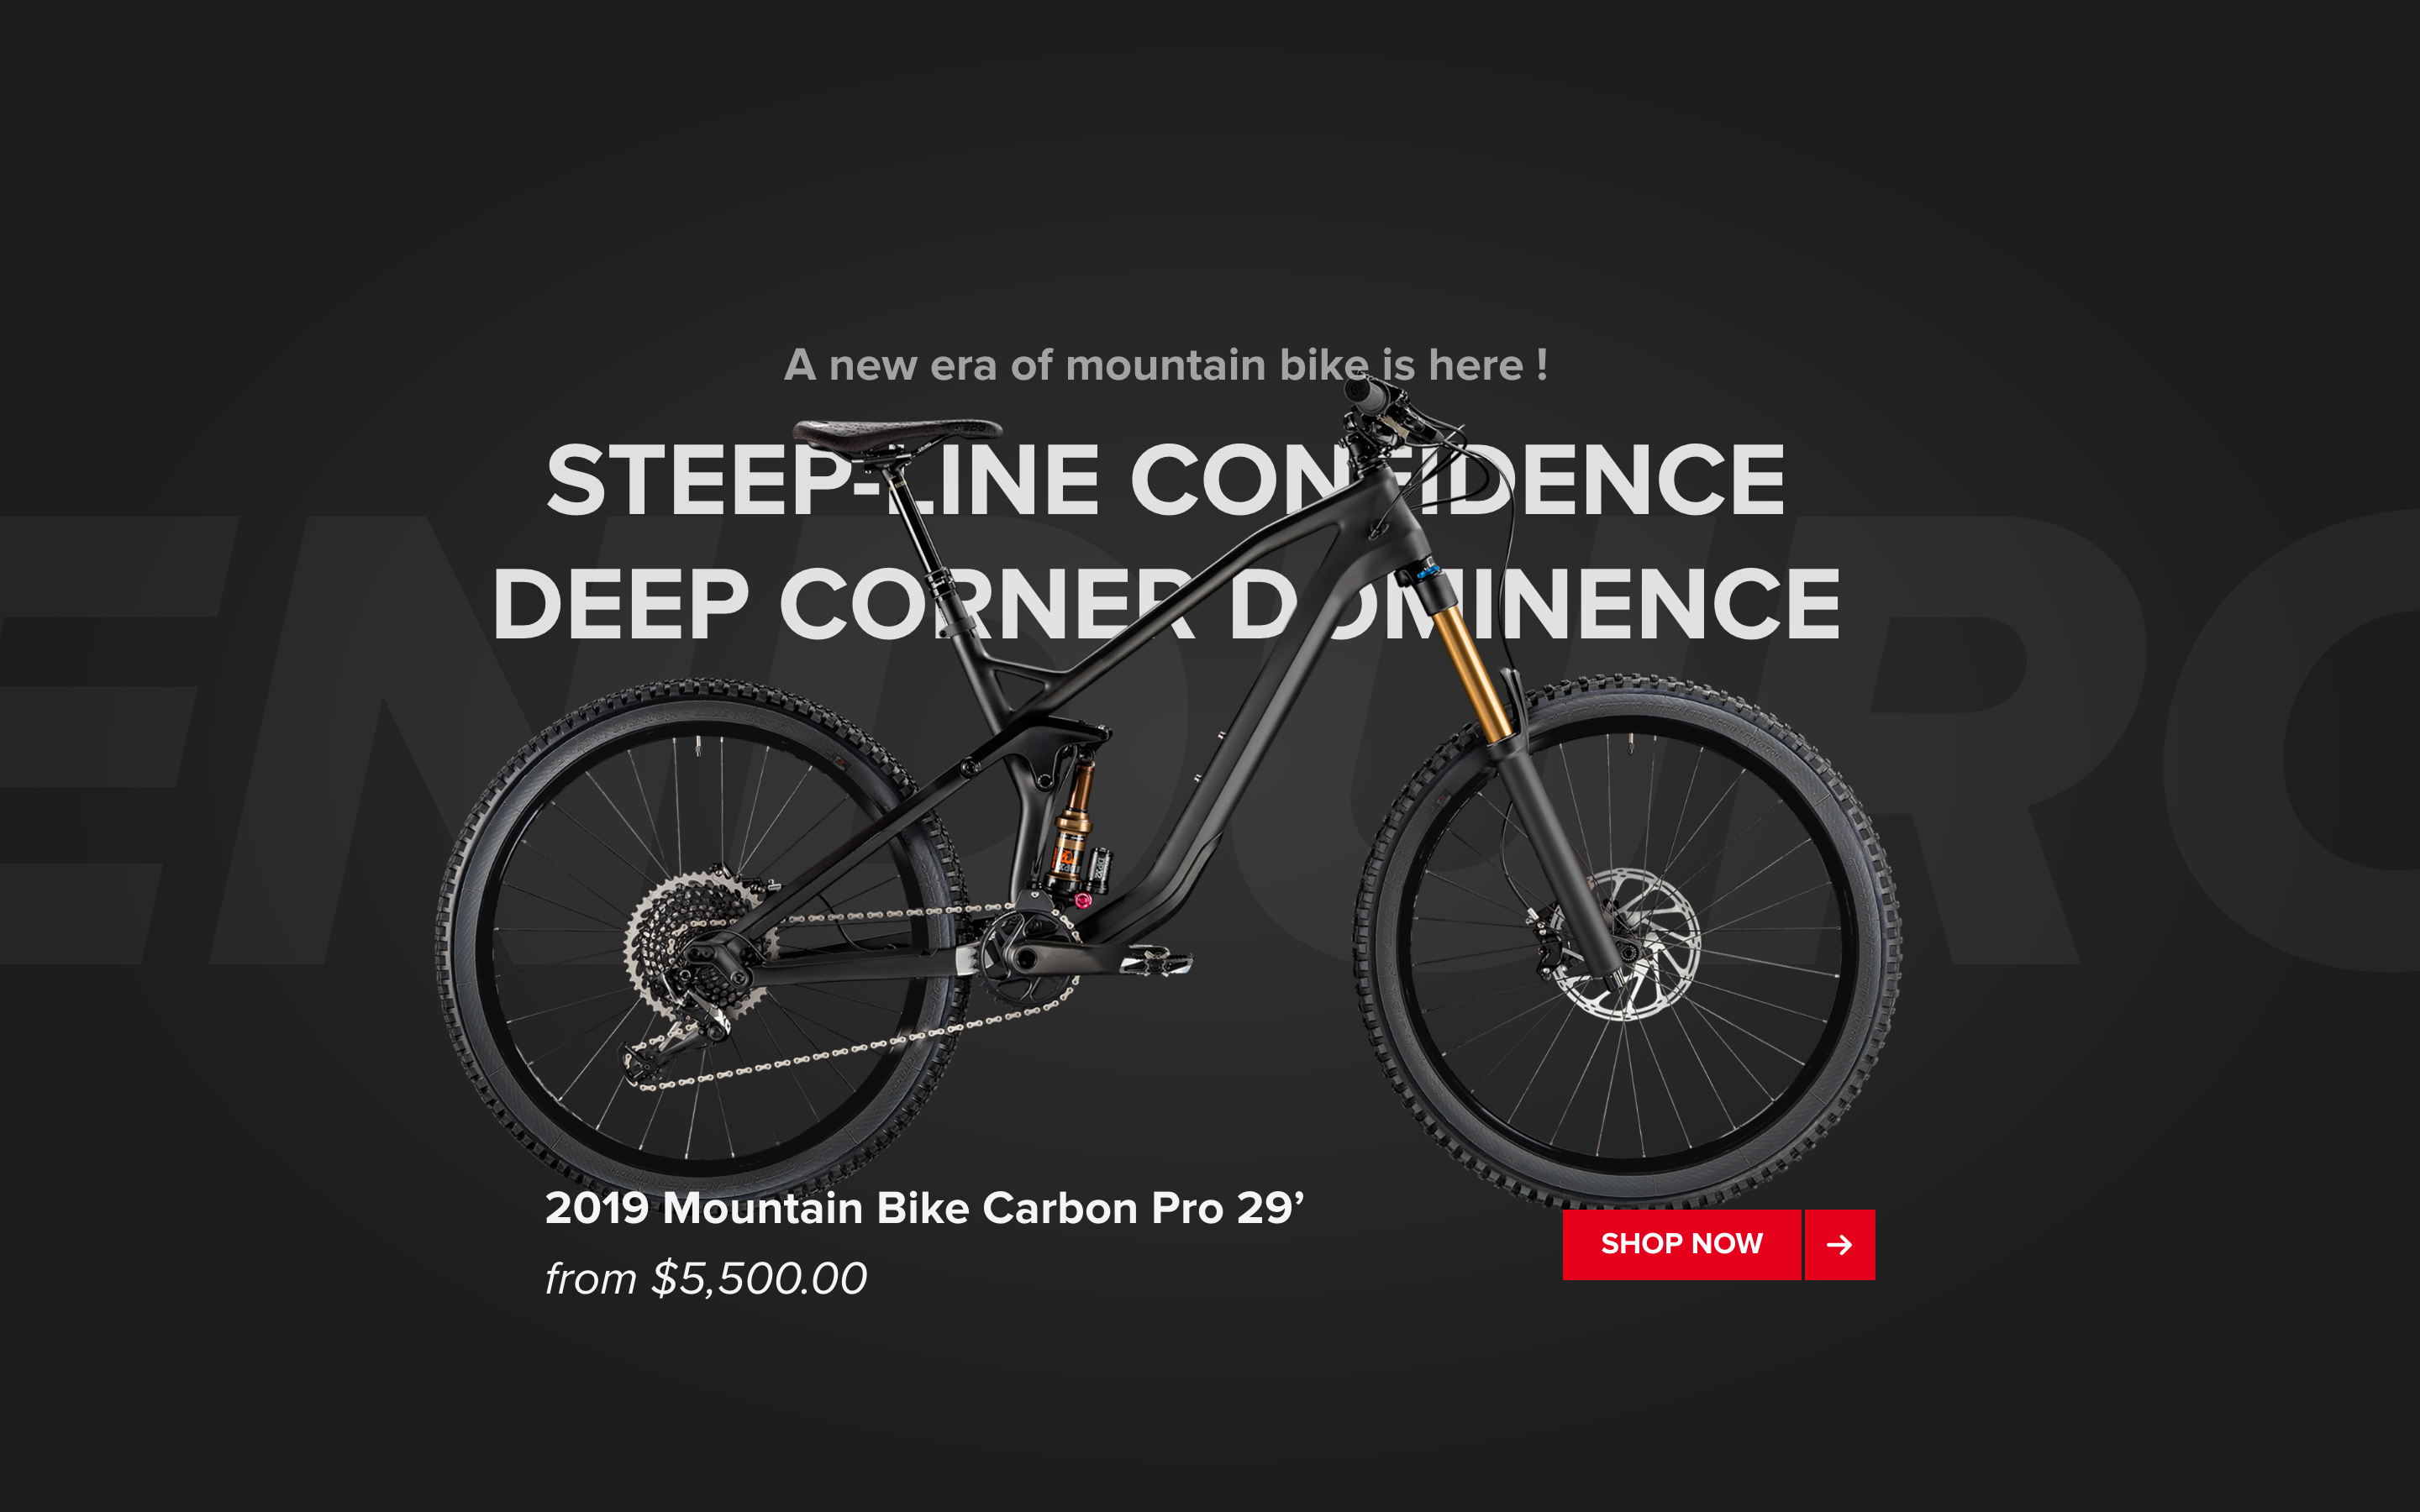 A new era of mountain bike is here !
STEEP-LINE CONFIDENCE
DEEP CORNER DOMINENCE
ENDURO
2019 Mountain Bike Carbon Pro 29’
from $5,500.00
SHOP NOW